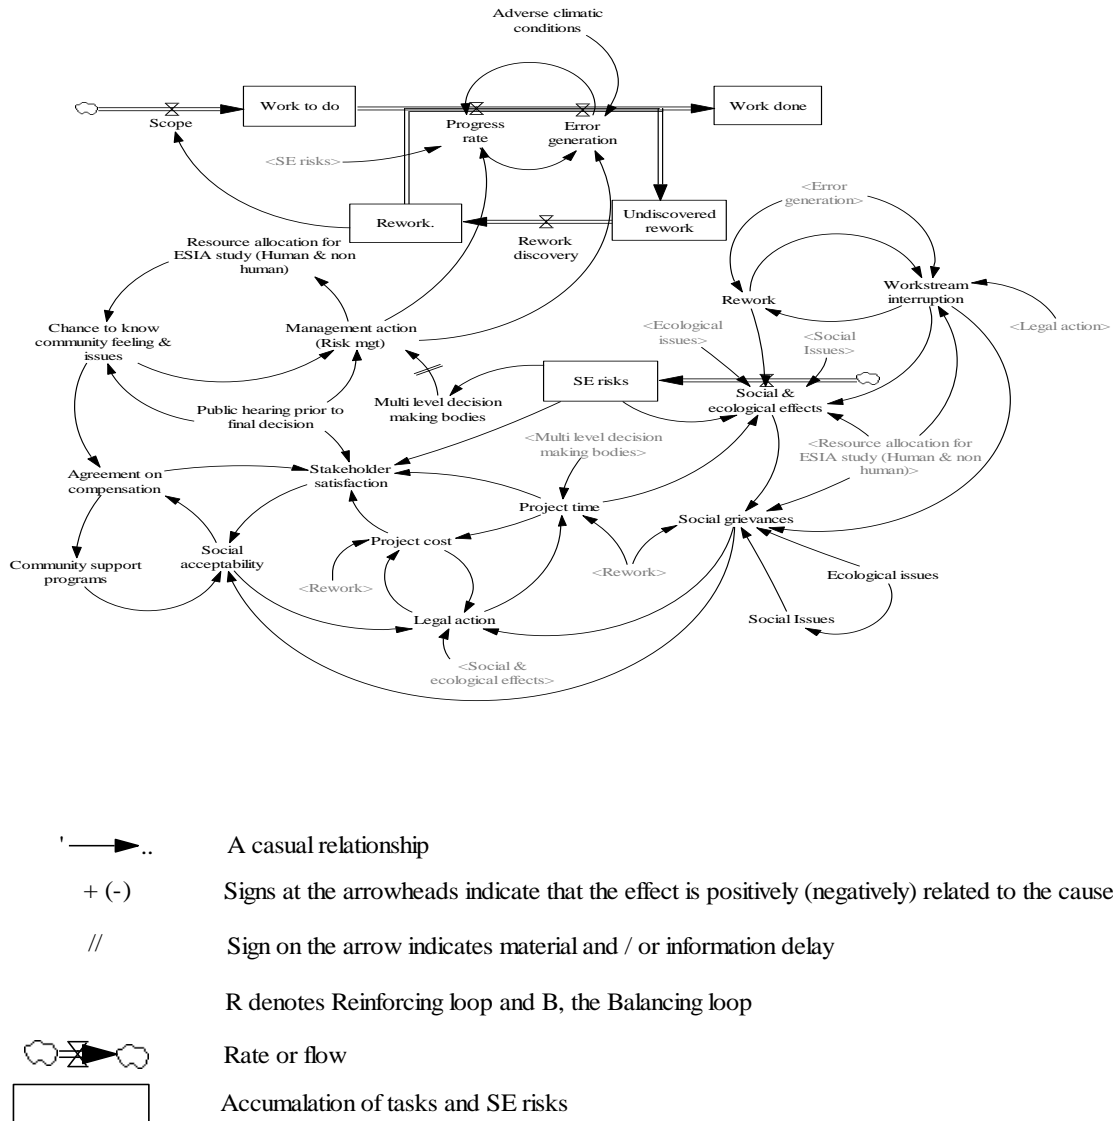 Adverse climatic
conditions
Work to do
Work done
Scope
Progress
rate
Error
generation
<SE risks>
<Error
generation>
Rework.
Undiscovered
rework
Rework
discovery
Resource allocation for
ESIA study (Human & non
human)
Workstream
interruption
Rework
Chance to know
community feeling &
issues
Management action
(Risk mgt)
<Ecological
issues>
<Social
Issues>
<Legal action>
SE risks
Social &
ecological effects
Multi level decision
making bodies
Public hearing prior to
final decision
<Multi level decision
making bodies>
<Resource allocation for
ESIA study (Human & non
human)>
Agreement on
compensation
Stakeholder
satisfaction
Project time
Social grievances
Project cost
Social
acceptability
Community support
programs
<Rework>
<Rework>
Ecological issues
Legal action
Social Issues
<Social &
ecological effects>
' .. A casual relationship
+ (-) Signs at the arrowheads indicate that the effect is positively (negatively) related to the cause
// Sign on the arrow indicates material and / or information delay
R denotes Reinforcing loop and B, the Balancing loop
Rate or flow
Accumalation of tasks and SE risks